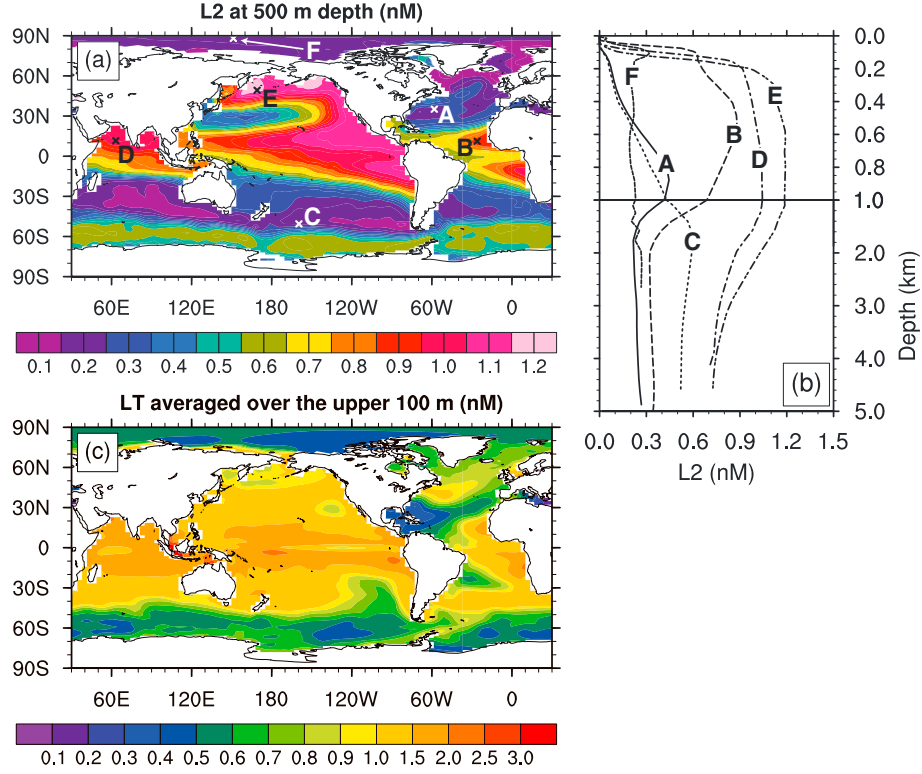 L2 at 500 m depth (nM)
(a)
90N
60N
30N
0
30S
60S
90S
A
B
C
D
E
F
60E 120E 180W 120W 60W 0
0.1 0.2 0.3 0.4 0.5 0.6 0.7 0.8 0.9 1.0 1.1 1.2
F
E
B
D
A
C
0.0
0.2
0.4
0.6
0.8
1.0
2.0
3.0
4.0
5.0
Depth (km)
(b)
0.0 0.3 0.6 0.9 1.2 1.5
L2 (nM)
LT averaged over the upper 100 m (nM)
(c)
90N
60N
30N
0
30S
60S
90S
60E 120E 180W 120W 60W 0
0.1 0.2 0.3 0.4 0.5 0.6 0.7 0.8 0.9 1.0 1.5 2.0 2.5 3.0